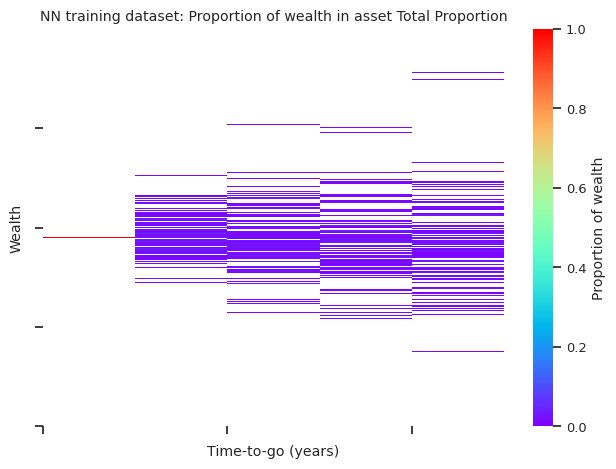 NN training dataset: Proportion of wealth in asset Total Proportion
Wealth
Time-to-go (years)
1.0
0.8
0.6
0.4
0.2
0.0
Proportion of wealth